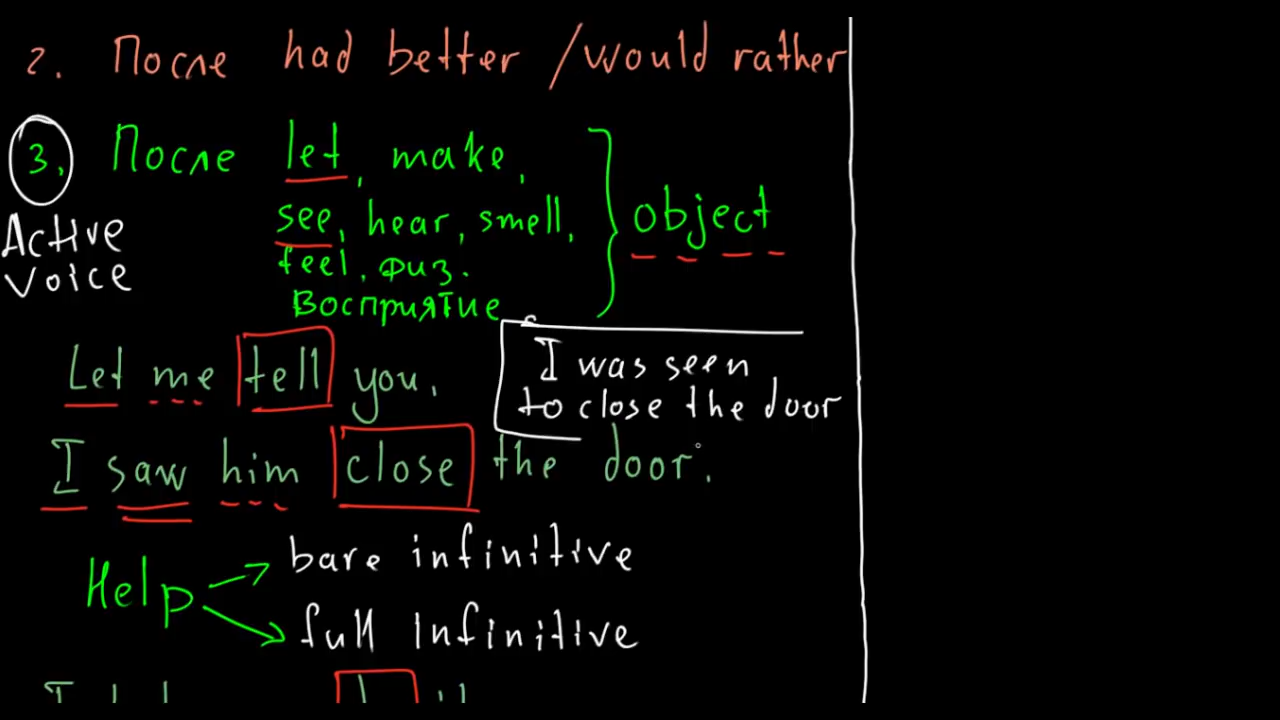 2. После had better / would rather
3. После let, make,
see, hear, smell,
feel, физ.
Восприятие.
object
Active
Voice
Let me tell you.
I was seen
to close the door
I saw him close the door.
Help
bare infinitive
full infinitive